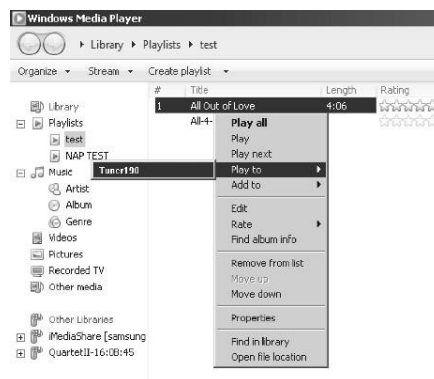 Windows Media Player
Library Playlists test
Organize Stream Create playlist
# Title Length Rating
1 All Out of Love 4:06
All-4-
Library
Playlists
test
NAP TEST
Music
Artist
Album
Genre
Videos
Pictures
Recorded TV
Other media
Other Libraries
iMediaShare [samsung
QuartetII-16:0B:45
Tuner190
Play all
Play
Play next
Play to
Add to
Edit
Rate
Find album info
Remove from list
Move up
Move down
Properties
Find in library
Open file location